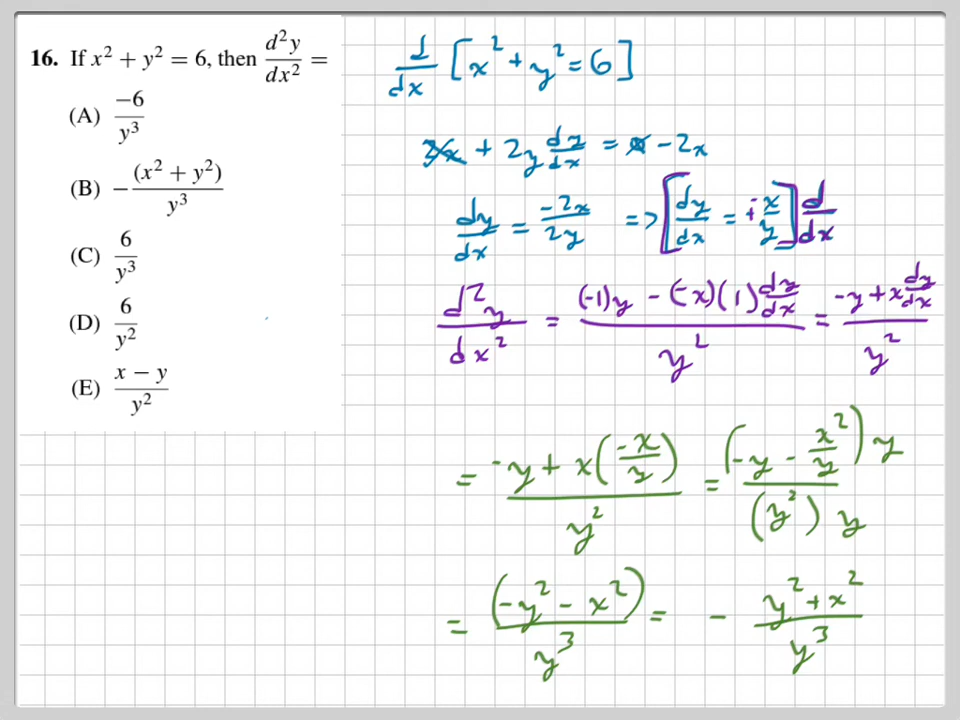 16. If x² + y² = 6, then d²y/dx² =
(A) −6/y³
(B) −(x² + y²)/y³
(C) 6/y³
(D) 6/y²
(E) (x − y)/y²
d/dx [x² + y² = 6]
2x + 2y dy/dx = 0 - 2x
dy/dx = -2x/2y => [dy/dx = -x/y] d/dx
d²y/dx² = ((-1)y - (-x)(1) dy/dx)/y² = (-y + x dy/dx)/y²
= (-y + x(-x/y))/y² = (-y - x²/y) y/(y²) y
= (-y² - x²)/y³ = - (y² + x²)/y³